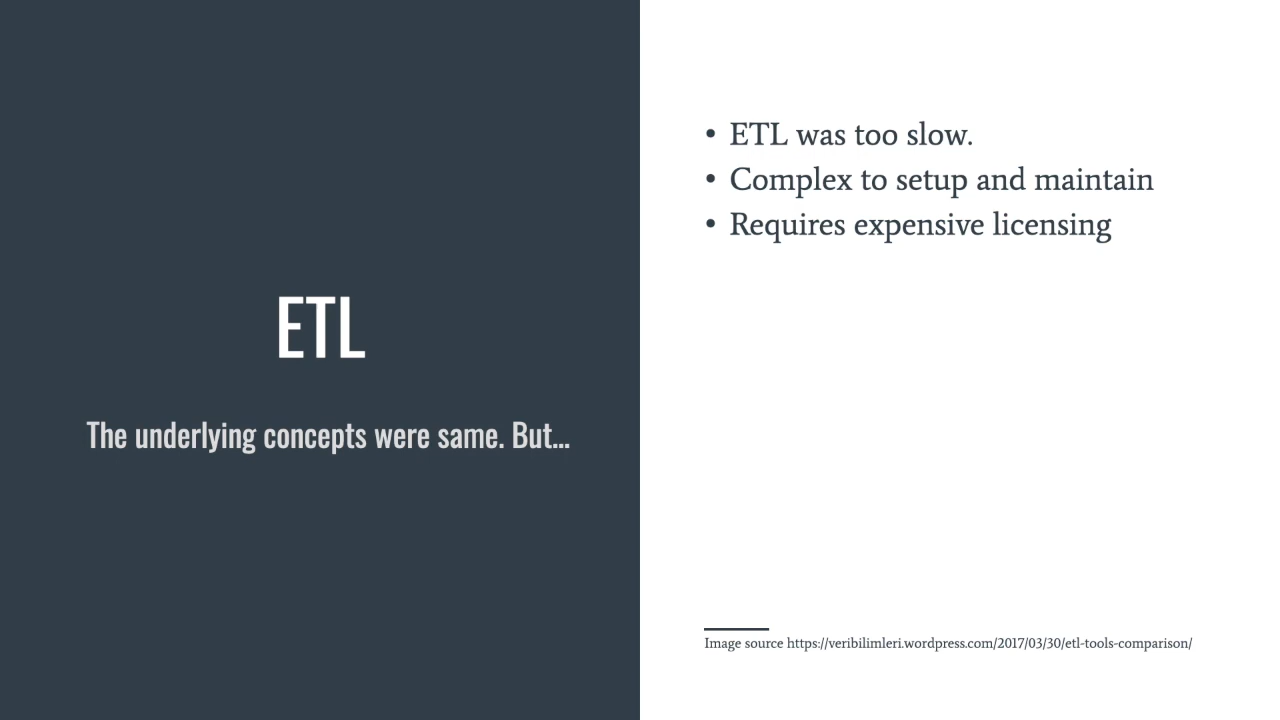 ETL
The underlying concepts were same. But...
• ETL was too slow.
• Complex to setup and maintain
• Requires expensive licensing
Image source https://veribilimleri.wordpress.com/2017/03/30/etl-tools-comparison/